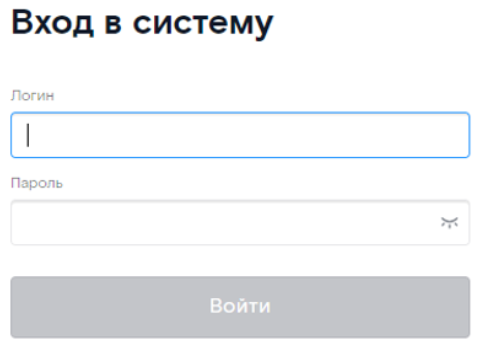 Вход в систему
Логин
Пароль
Войти